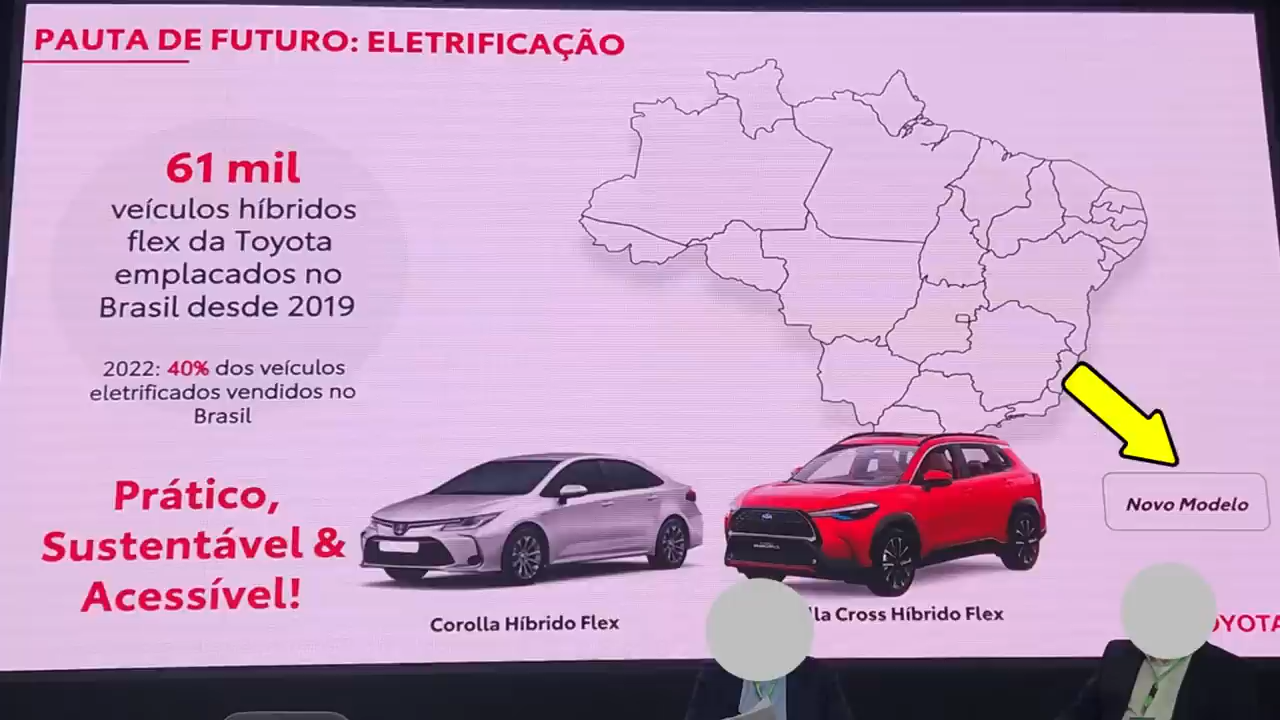 PAUTA DE FUTURO: ELETRIFICAÇÃO
61 mil
veículos híbridos
flex da Toyota
emplacados no
Brasil desde 2019
2022: 40% dos veículos
eletrificados vendidos no
Brasil
Prático,
Sustentável &
Acessível!
Novo Modelo
Corolla Híbrido Flex
lla Cross Híbrido Flex
OYOTA